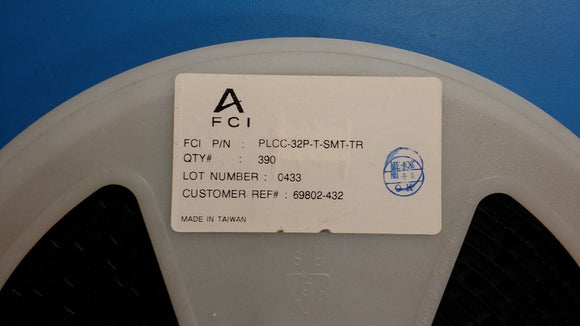 FCI
FCI P/N : PLCC-32P-T-SMT-TR
QTY# : 390
LOT NUMBER : 0433
CUSTOMER REF# : 69802-432
MADE IN TAIWAN